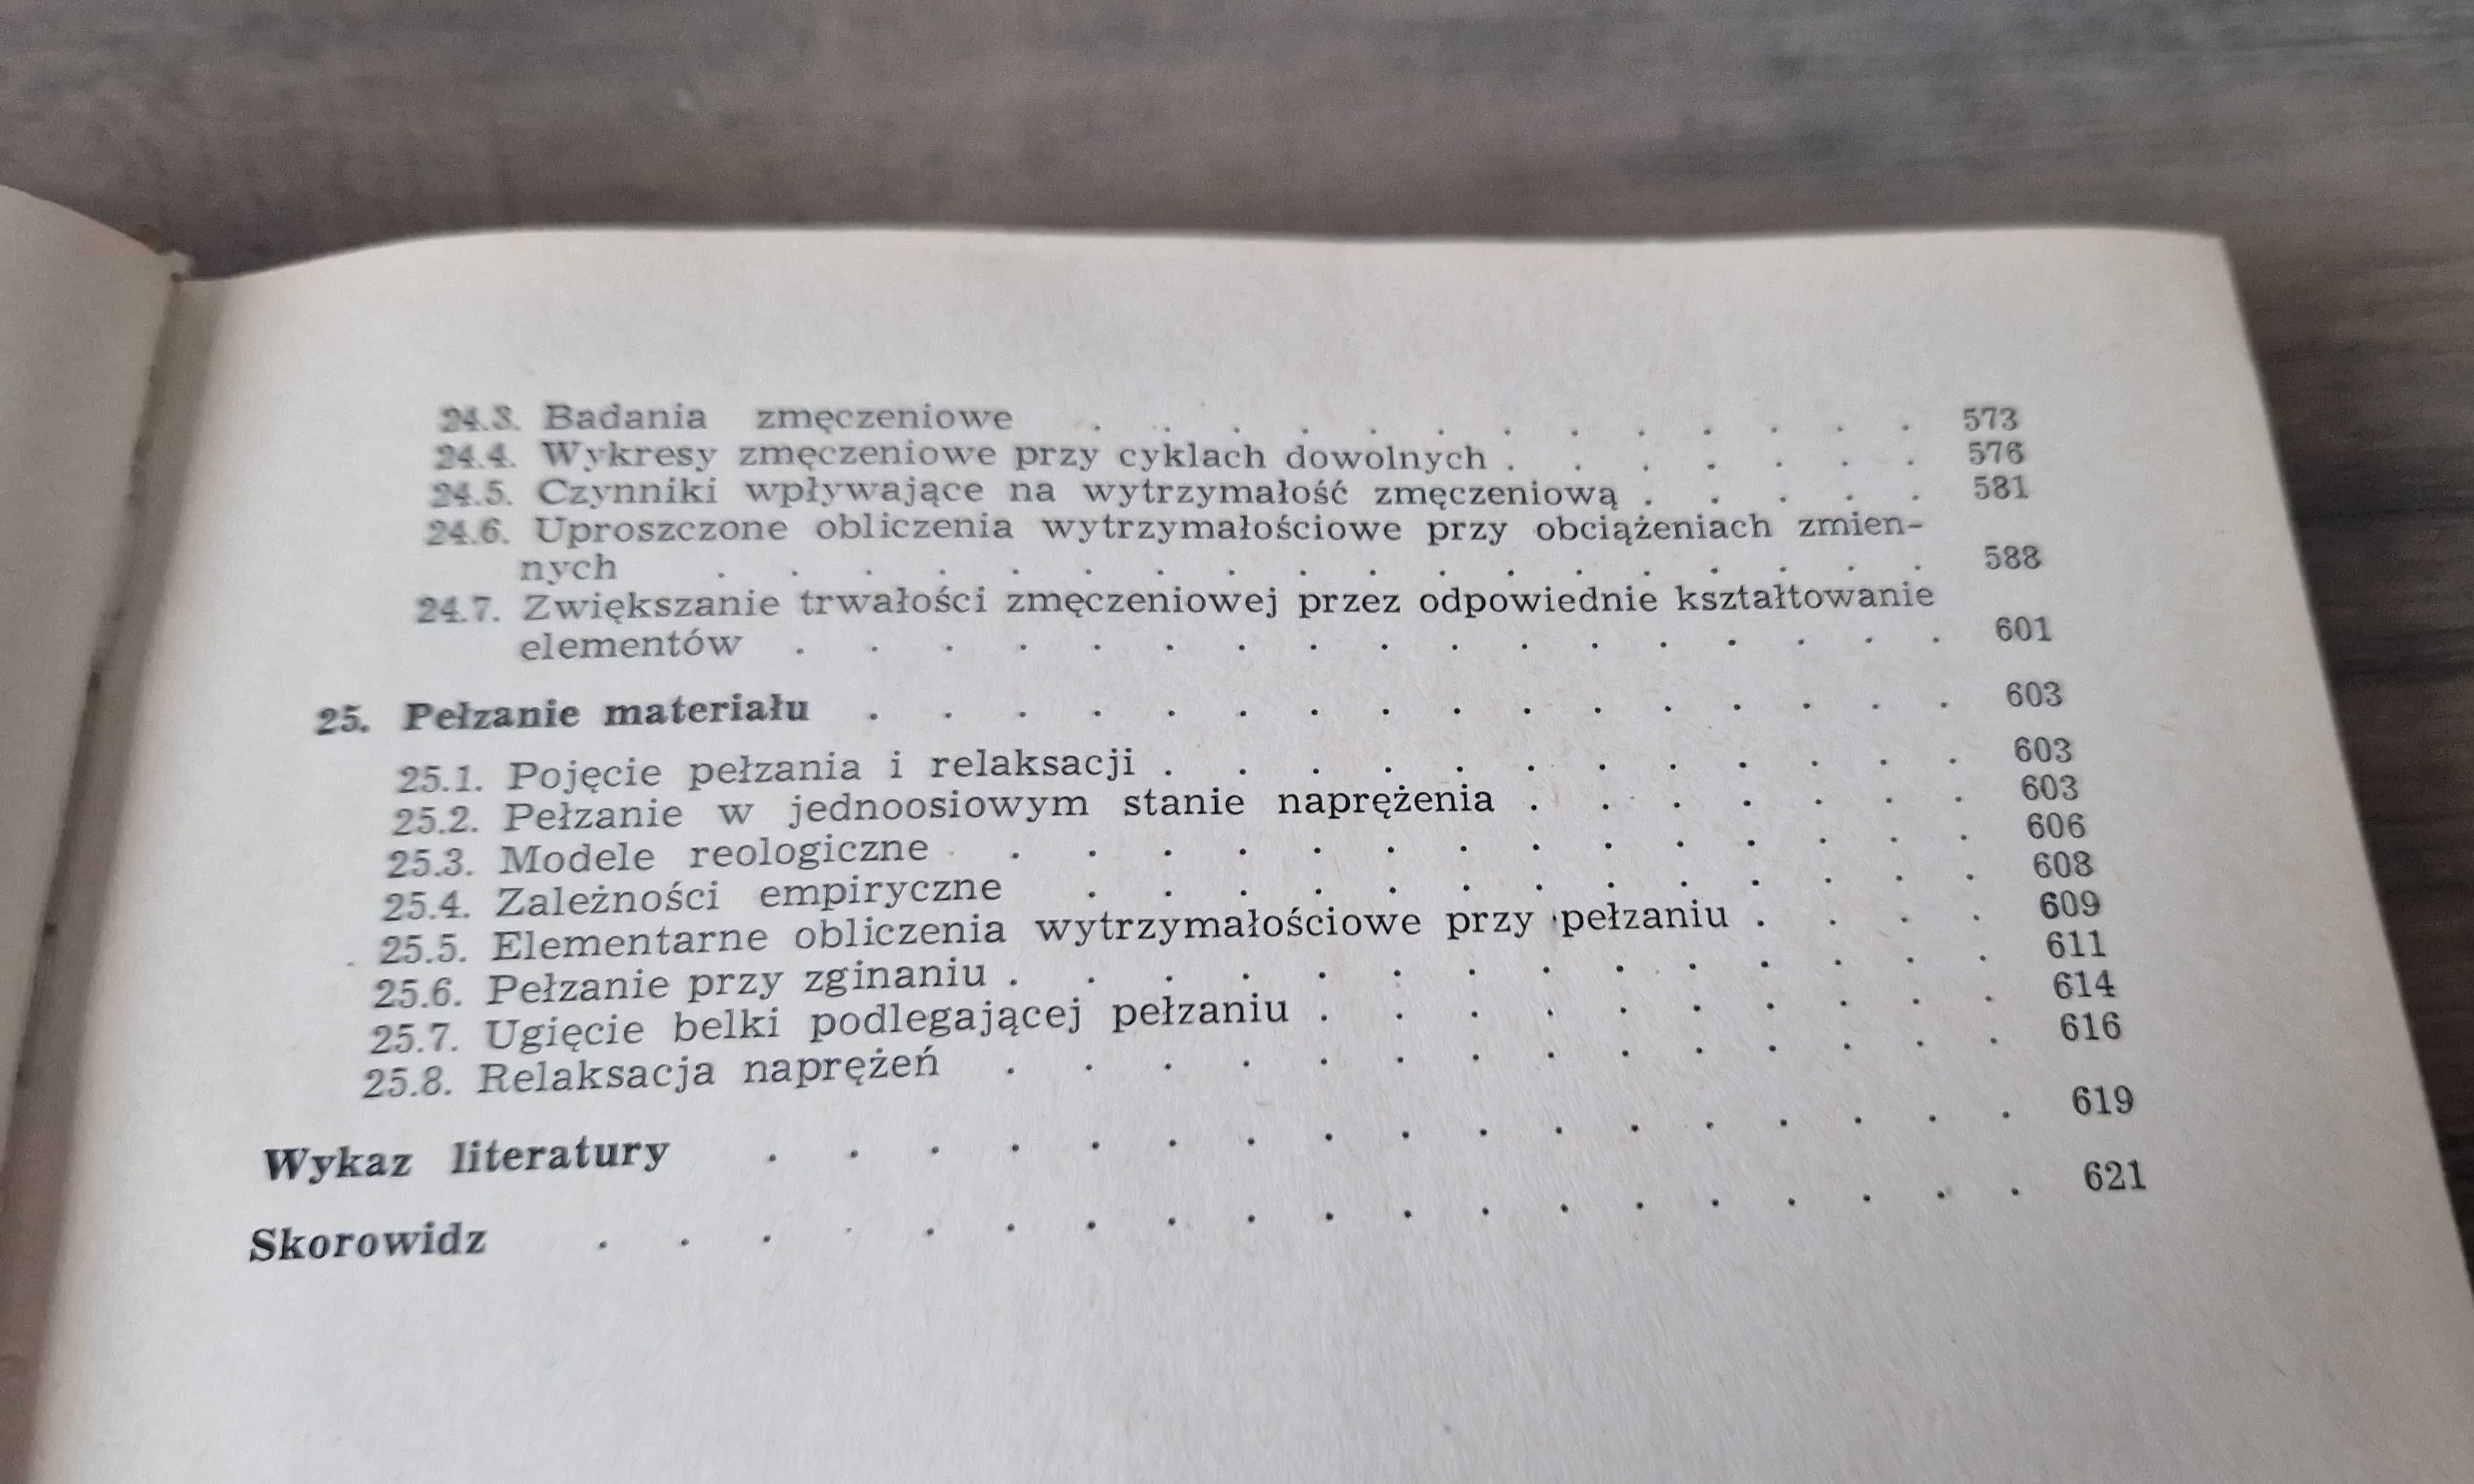 24.3. Badania zmęczeniowe . . . . . . . . . . . . . 573
24.4. Wykresy zmęczeniowe przy cyklach dowolnych . . . . . . . 576
24.5. Czynniki wpływające na wytrzymałość zmęczeniową . . . . . 581
24.6. Uproszczone obliczenia wytrzymałościowe przy obciążeniach zmien-
nych . . . . . . . . . . . . . . . . . 588
24.7. Zwiększanie trwałości zmęczeniowej przez odpowiednie kształtowanie
elementów . . . . . . . . . . . . . . . . 601
25. Pełzanie materiału . . . . . . . . . . . . . . . 603
25.1. Pojęcie pełzania i relaksacji . . . . . . . . . . . . 603
25.2. Pełzanie w jednoosiowym stanie naprężenia . . . . . . . 603
25.3. Modele reologiczne . . . . . . . . . . . . . . 606
25.4. Zależności empiryczne . . . . . . . . . . . . . 608
25.5. Elementarne obliczenia wytrzymałościowe przy pełzaniu . . . . 609
25.6. Pełzanie przy zginaniu . . . . . . . . . . . . . . 611
25.7. Ugięcie belki podlegającej pełzaniu . . . . . . . . . . 614
25.8. Relaksacja naprężeń . . . . . . . . . . . . . . 616
Wykaz literatury . . . . . . . . . . . . . . . . . 619
Skorowidz . . . . . . . . . . . . . . . . . . . 621